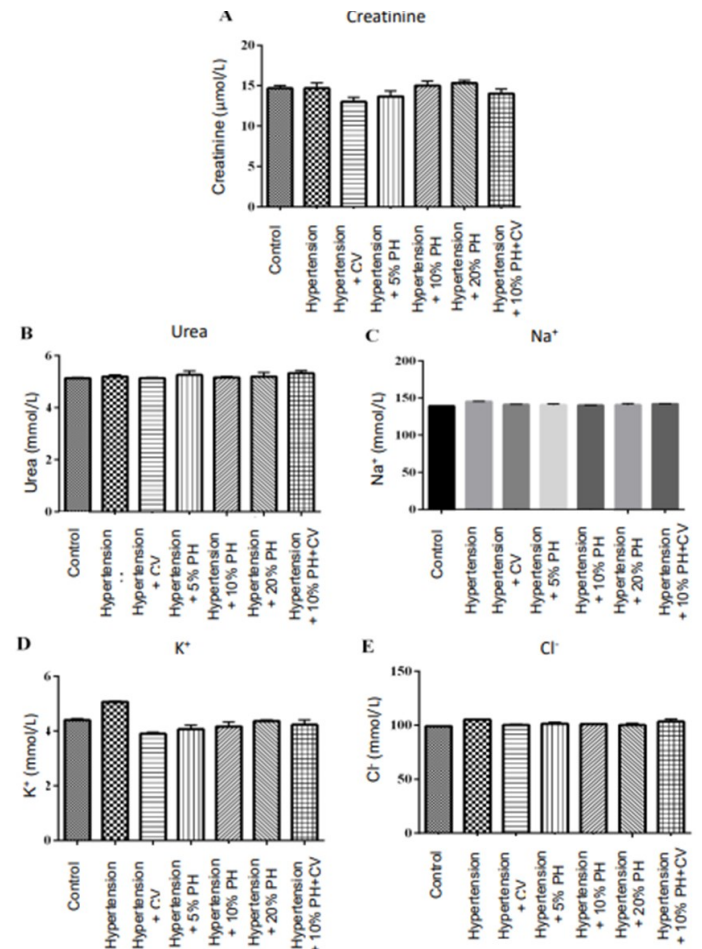 A
Creatinine
20
15
10
5
0
Creatinine (µmol/L)
Control
Hypertension
Hypertension
+ CV
Hypertension
+ 5% PH
Hypertension
+ 10% PH
Hypertension
+ 20% PH
Hypertension
+ 10% PH+CV
B
Urea
6
4
2
0
Urea (mmol/L)
Control
Hypertension
Hypertension
+ CV
Hypertension
+ 5% PH
Hypertension
+ 10% PH
Hypertension
+ 20% PH
Hypertension
+ 10% PH+CV
C
Na⁺
200
150
100
50
0
Na⁺ (mmol/L)
Control
Hypertension
Hypertension
+ CV
Hypertension
+ 5% PH
Hypertension
+ 10% PH
Hypertension
+ 20% PH
Hypertension
+ 10% PH+CV
D
K⁺
6
4
2
0
K⁺ (mmol/L)
Control
Hypertension
Hypertension
+ CV
Hypertension
+ 5% PH
Hypertension
+ 10% PH
Hypertension
+ 20% PH
Hypertension
+ 10% PH+CV
E
Cl⁻
150
100
50
0
Cl⁻ (mmol/L)
Control
Hypertension
Hypertension
+ CV
Hypertension
+ 5% PH
Hypertension
+ 10% PH
Hypertension
+ 20% PH
Hypertension
+ 10% PH+CV